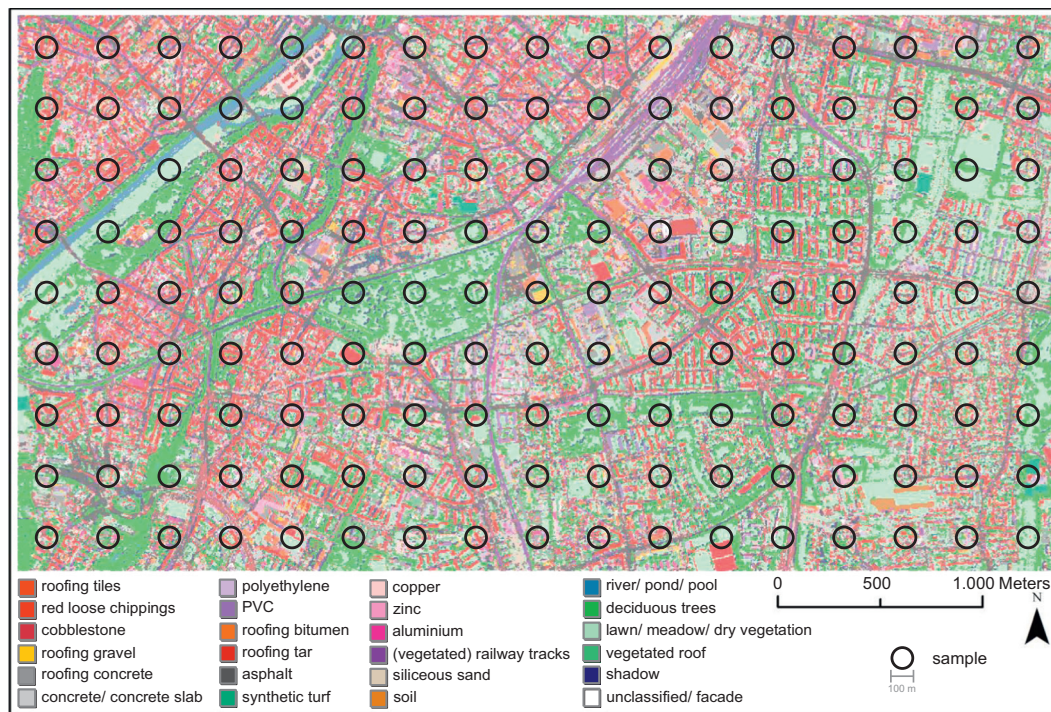 roofing tiles
red loose chippings
cobblestone
roofing gravel
roofing concrete
concrete/ concrete slab
polyethylene
PVC
roofing bitumen
roofing tar
asphalt
synthetic turf
copper
zinc
aluminium
(vegetated) railway tracks
siliceous sand
soil
river/ pond/ pool
deciduous trees
lawn/ meadow/ dry vegetation
vegetated roof
shadow
unclassified/ facade
0 500 1.000 Meters
N
sample
100 m